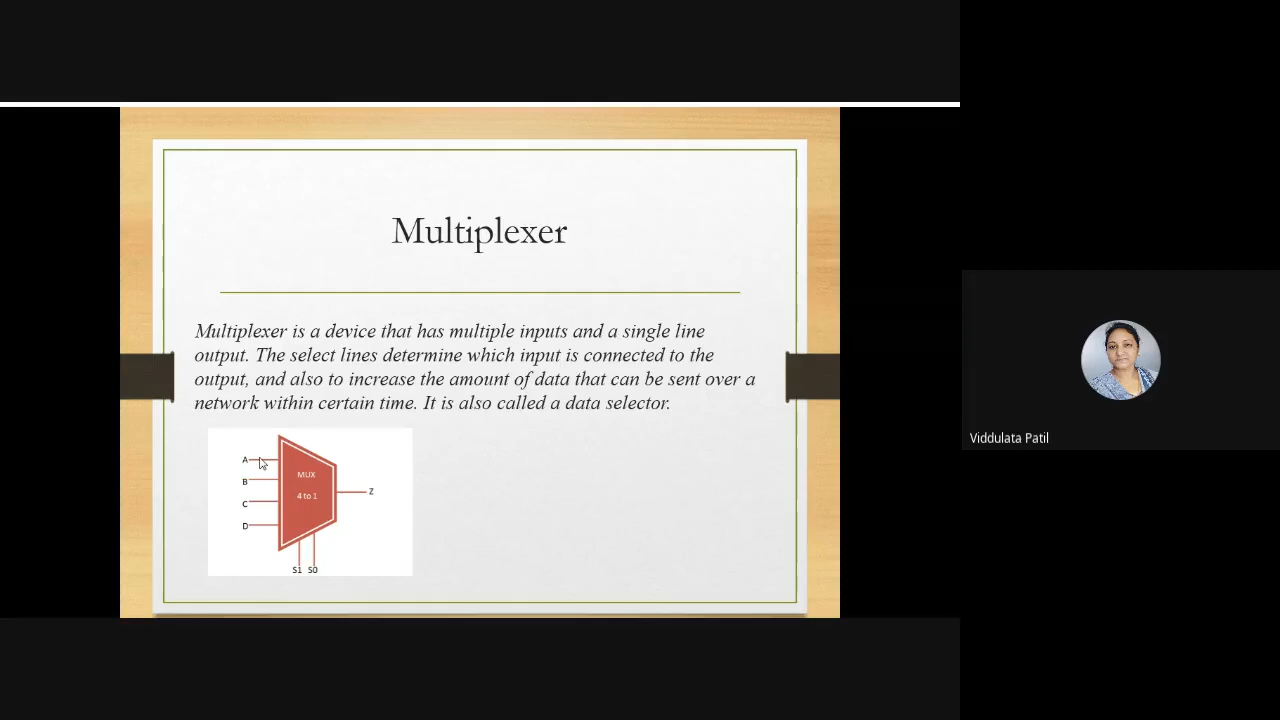 Multiplexer
Multiplexer is a device that has multiple inputs and a single line
output. The select lines determine which input is connected to the
output, and also to increase the amount of data that can be sent over a
network within certain time. It is also called a data selector.
A
B
C
D
MUX
4 to 1
Z
S1 S0
Viddulata Patil